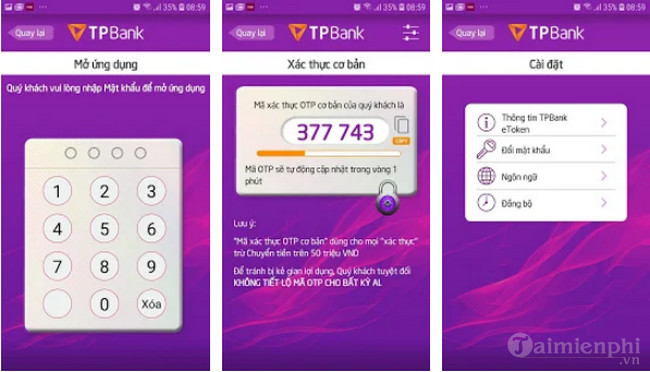 35% 08:59
Quay lại
TPBank
Mở ứng dụng
Quý khách vui lòng nhập Mật khẩu để mở ứng dụng
1 2 3
4 5 6
7 8 9
0 Xóa
35% 08:59
Quay lại
TPBank
Xác thực cơ bản
Mã xác thực OTP cơ bản của quý khách là
377 743
COPY
Mã OTP sẽ tự động cập nhật trong vòng 1
phút
Lưu ý:
"Mã xác thực OTP cơ bản" dùng cho mọi "xác thực"
trừ Chuyển tiền trên 50 triệu VND
Để tránh bị kẻ gian lợi dụng, Quý khách tuyệt đối
KHÔNG TIẾT LỘ MÃ OTP CHO BẤT KỲ AI.
35% 08:59
Quay lại
TPBank
Cài đặt
Thông tin TPBank
eToken
Đổi mật khẩu
Ngôn ngữ
Đồng bộ
Taimienphi
.vn